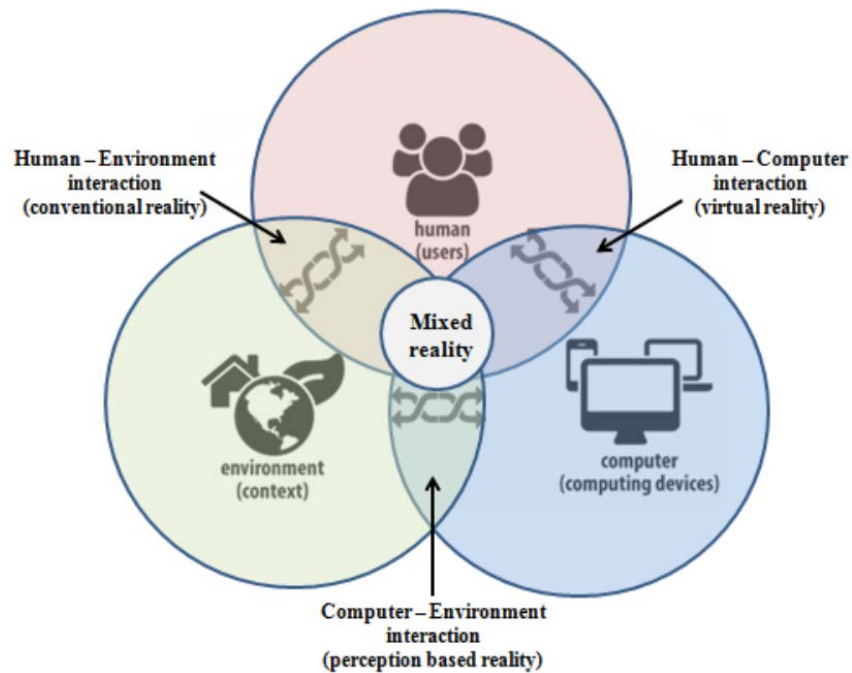 Human – Environment
interaction
(conventional reality)
Human – Computer
interaction
(virtual reality)
human
(users)
Mixed
reality
environment
(context)
computer
(computing devices)
Computer – Environment
interaction
(perception based reality)